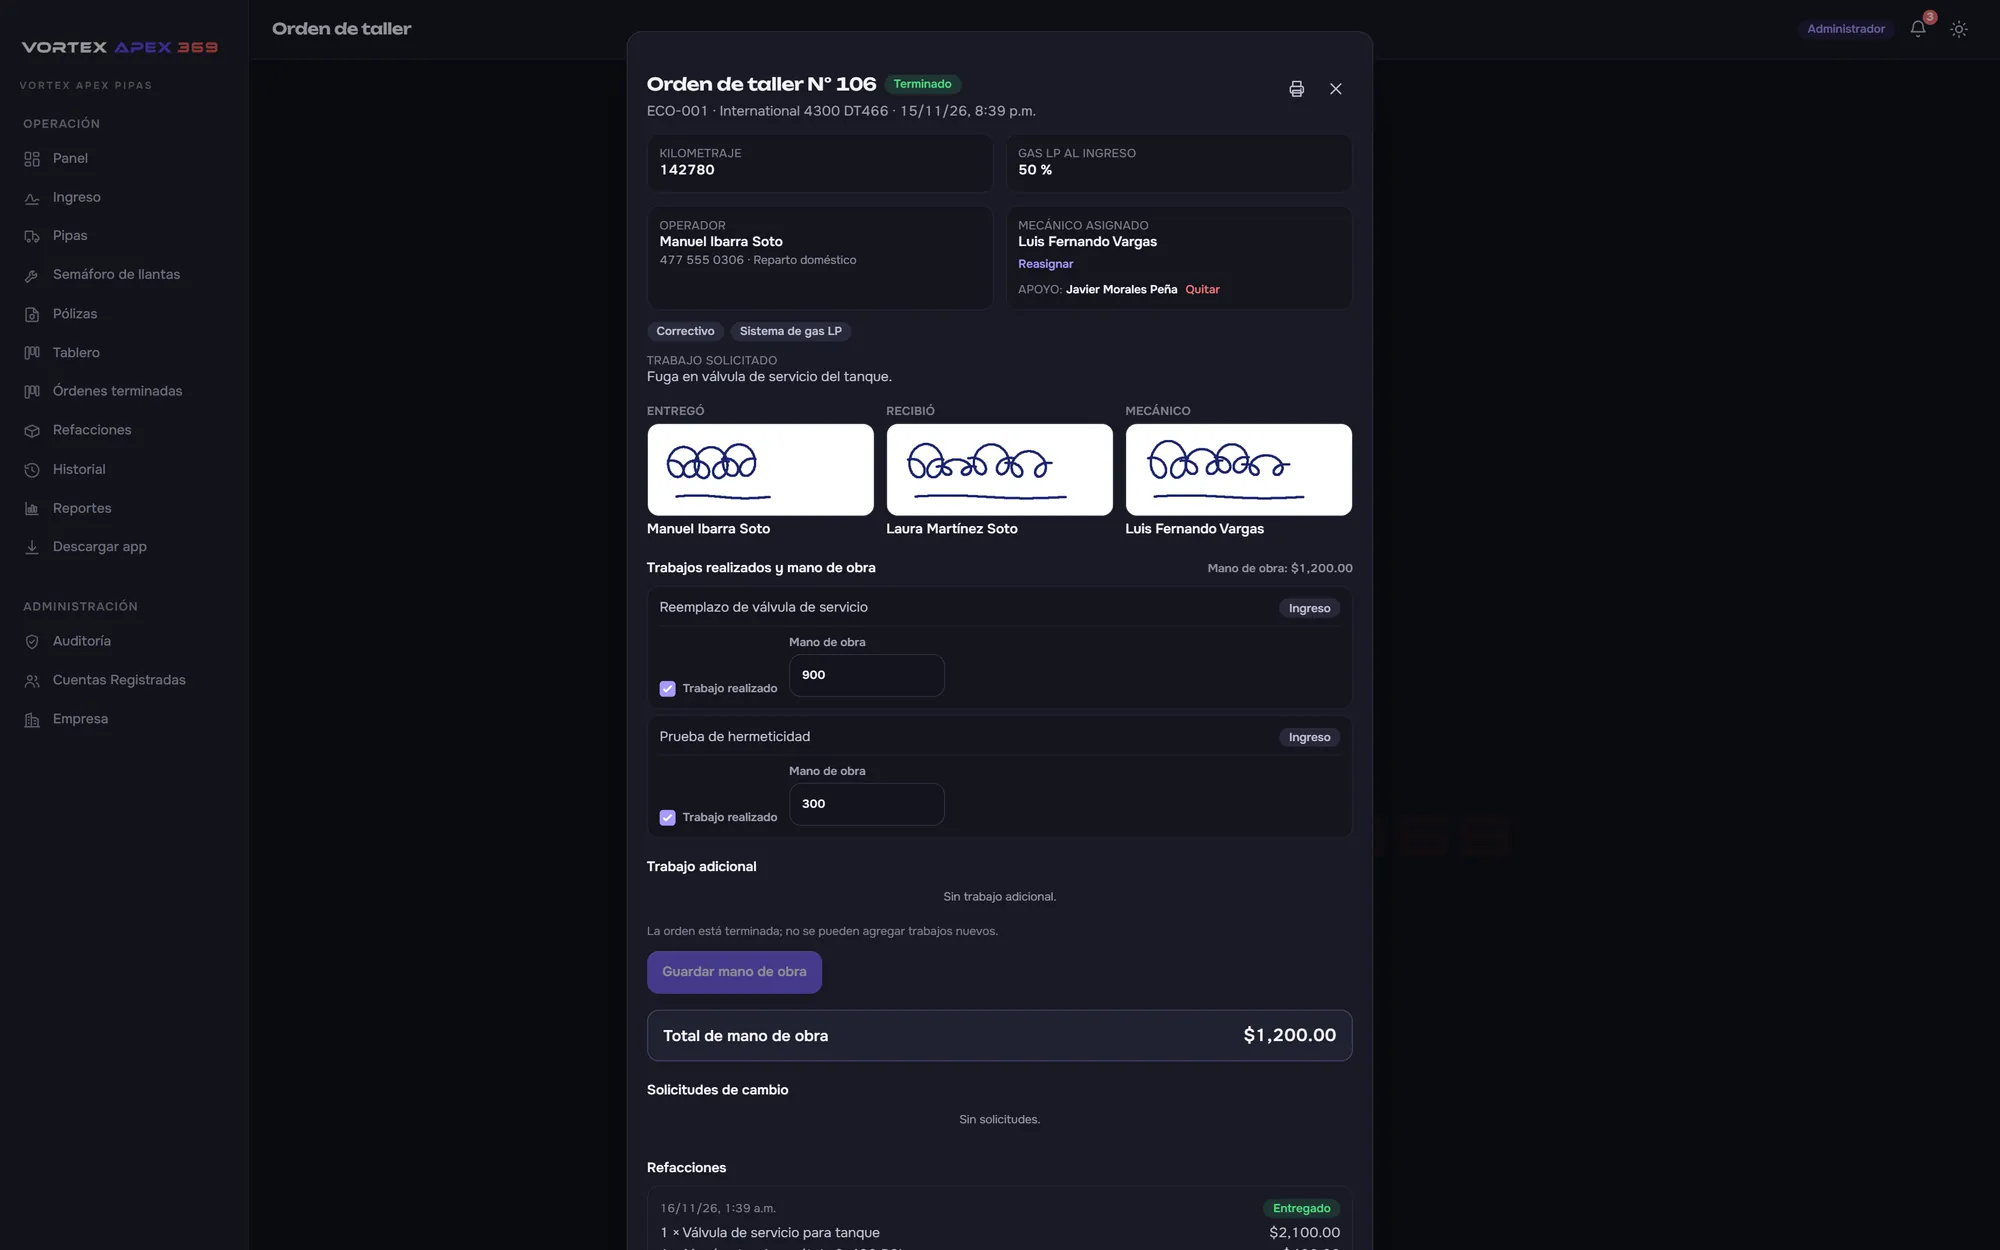 VORTEX APEX 369
VORTEX APEX PIPAS
OPERACIÓN
Panel
Ingreso
Pipas
Semáforo de llantas
Pólizas
Tablero
Órdenes terminadas
Refacciones
Historial
Reportes
Descargar app
ADMINISTRACIÓN
Auditoría
Cuentas Registradas
Empresa
Orden de taller
Administrador
3
Orden de taller N° 106 Terminado
ECO-001 · International 4300 DT466 · 15/11/26, 8:39 p.m.
KILOMETRAJE
142780
GAS LP AL INGRESO
50 %
OPERADOR
Manuel Ibarra Soto
477 555 0306 · Reparto doméstico
MECÁNICO ASIGNADO
Luis Fernando Vargas
Reasignar
APOYO: Javier Morales Peña Quitar
Correctivo Sistema de gas LP
TRABAJO SOLICITADO
Fuga en válvula de servicio del tanque.
ENTREGÓ
Manuel Ibarra Soto
RECIBIÓ
Laura Martínez Soto
MECÁNICO
Luis Fernando Vargas
Trabajos realizados y mano de obra Mano de obra: $1,200.00
Reemplazo de válvula de servicio Ingreso
Mano de obra
900
Trabajo realizado
Prueba de hermeticidad Ingreso
Mano de obra
300
Trabajo realizado
Trabajo adicional
Sin trabajo adicional.
La orden está terminada; no se pueden agregar trabajos nuevos.
Guardar mano de obra
Total de mano de obra $1,200.00
Solicitudes de cambio
Sin solicitudes.
Refacciones
16/11/26, 1:39 a.m. Entregado
1 × Válvula de servicio para tanque $2,100.00